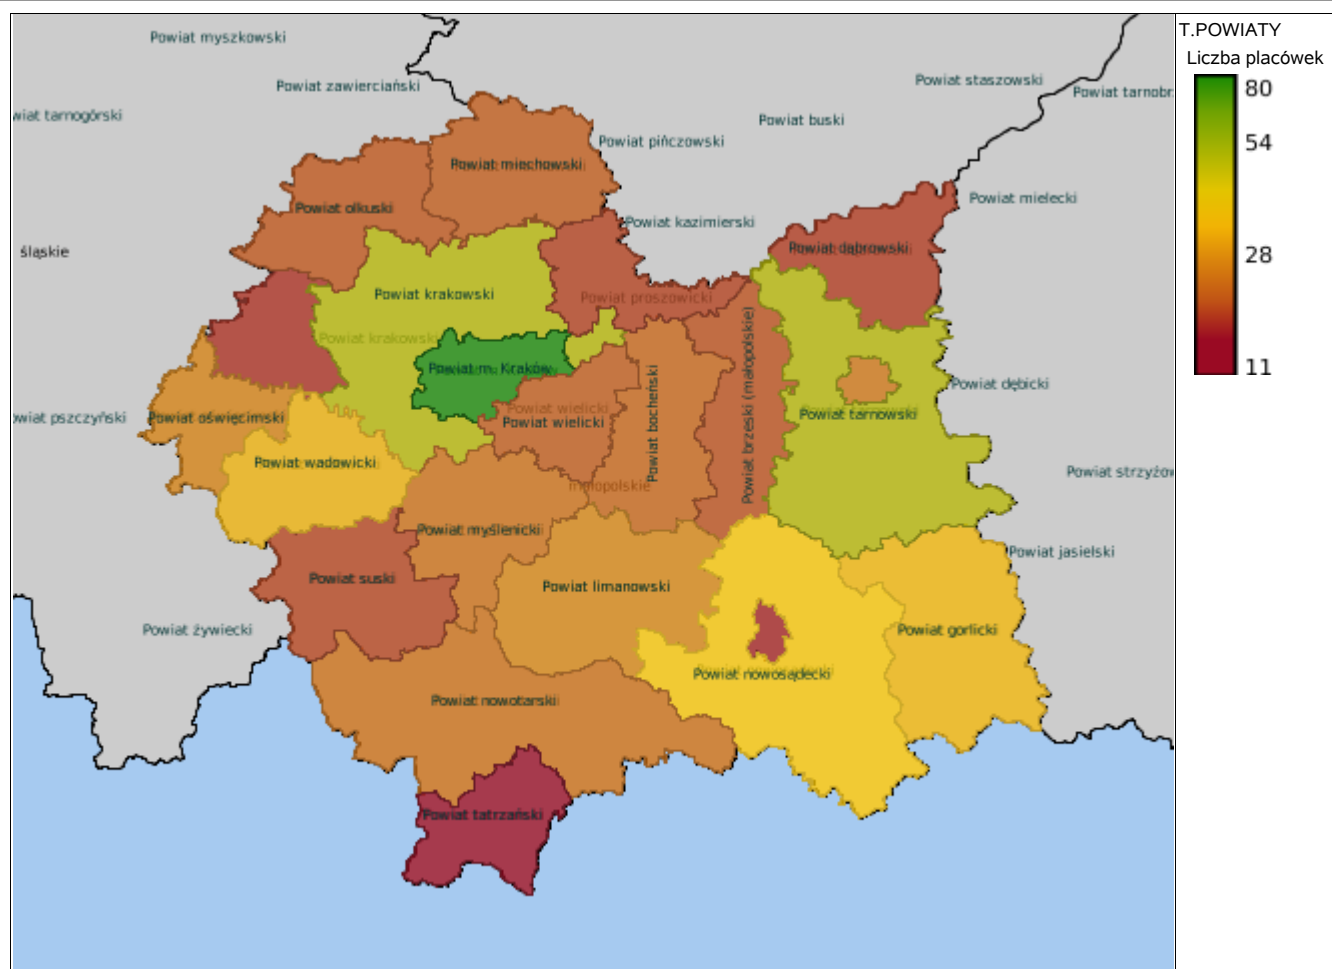 T.POWIATY
Liczba placówek
80
54
28
11
Powiat myszkowski
Powiat zawierciański
Powiat staszowski
Powiat tarnobr
wiat tarnogórski
Powiat buski
Powiat pińczowski
Powiat miechowski
Powiat mielecki
Powiat olkuski
Powiat kazimierski
Powiat dąbrowski
śląskie
Powiat krakowski
Powiat proszowicki
Powiat krakowski
Powiat m. Kraków
Powiat brzeski (małopolskie)
Powiat bocheński
Powiat dębicki
owiat pszczyński
Powiat oświęcimski
Powiat wielicki
Powiat wielicki
Powiat tarnowski
Powiat wadowicki
Powiat strzyżow
małopolskie
Powiat myślenicki
Powiat jasielski
Powiat suski
Powiat limanowski
Powiat żywiecki
Powiat gorlicki
Powiat nowosądecki
Powiat nowotarski
Powiat tatrzański